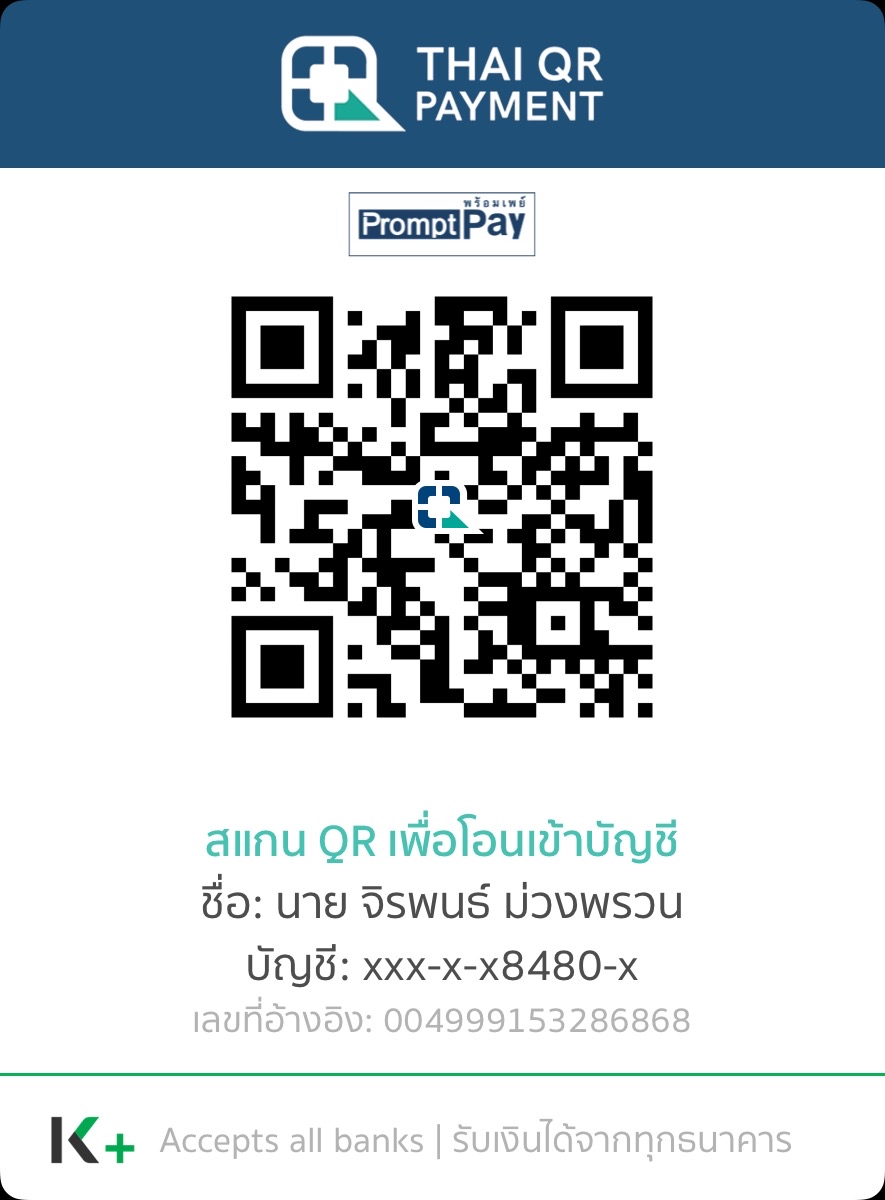 THAI QR
PAYMENT
พร้อมเพย์
PromptPay
สแกน QR เพื่อโอนเข้าบัญชี
ชื่อ: นาย จิรพนธ์ ม่วงพรวน
บัญชี: xxx-x-x8480-x
เลขที่อ้างอิง: 004999153286868
K+ Accepts all banks | รับเงินได้จากทุกธนาคาร